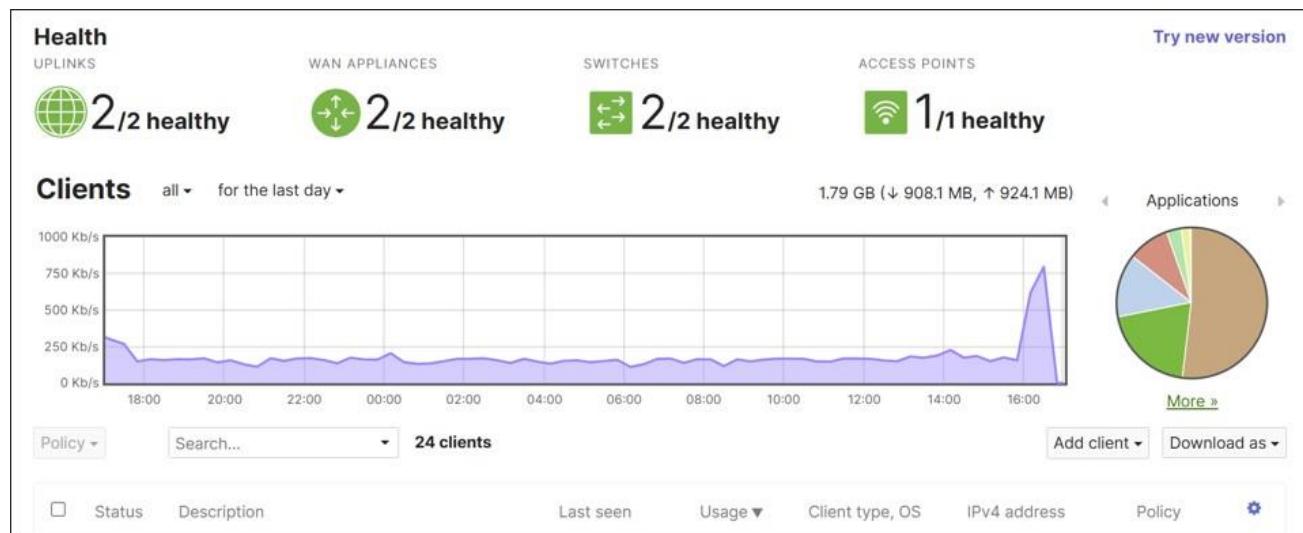 Health
Try new version
UPLINKS WAN APPLIANCES SWITCHES ACCESS POINTS
2/2 healthy 2/2 healthy 2/2 healthy 1/1 healthy
Clients all for the last day 1.79 GB (↓ 908.1 MB, ↑ 924.1 MB) Applications
1000 Kb/s
750 Kb/s
500 Kb/s
250 Kb/s
0 Kb/s
18:00 20:00 22:00 00:00 02:00 04:00 06:00 08:00 10:00 12:00 14:00 16:00
More »
Policy Search... 24 clients Add client Download as
Status Description Last seen Usage ▼ Client type, OS IPv4 address Policy